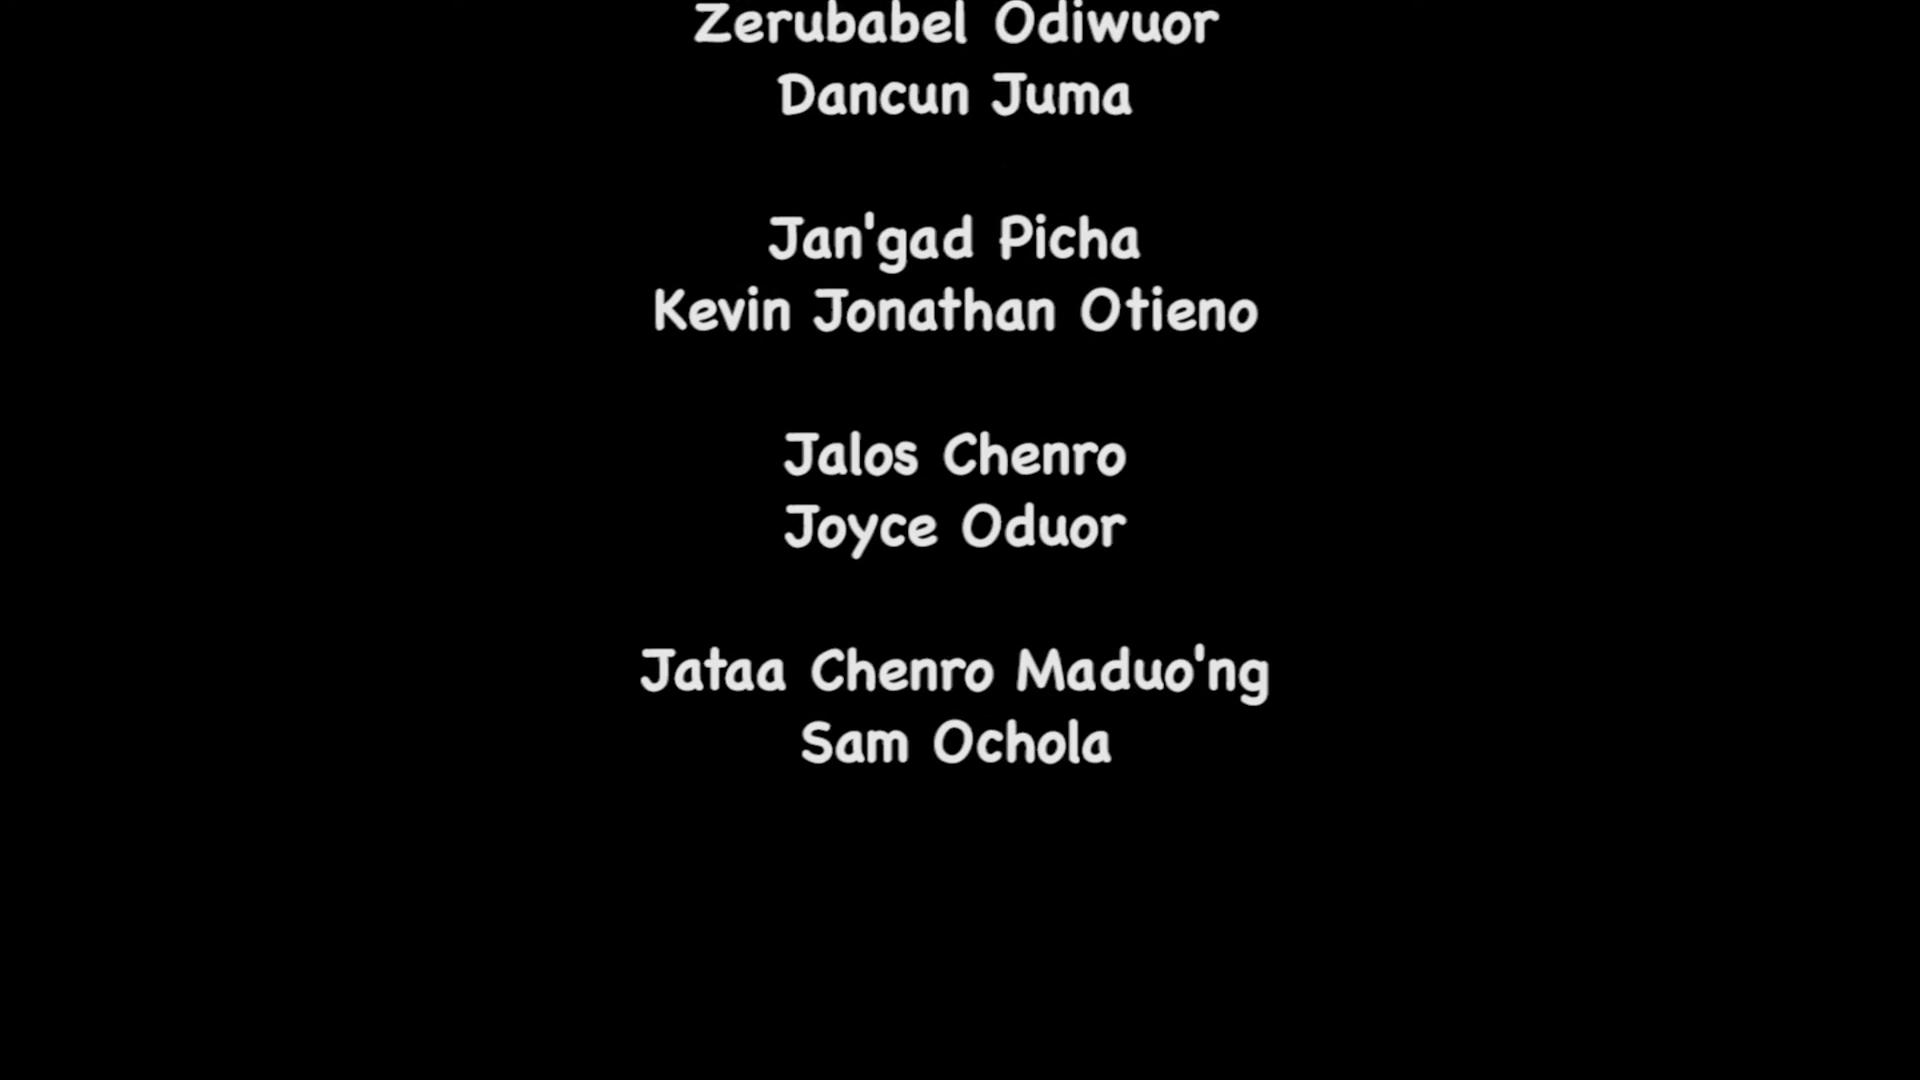 Zerubabel Odiwuor
Dancun Juma
Jan'gad Picha
Kevin Jonathan Otieno
Jalos Chenro
Joyce Oduor
Jataa Chenro Maduo'ng
Sam Ochola